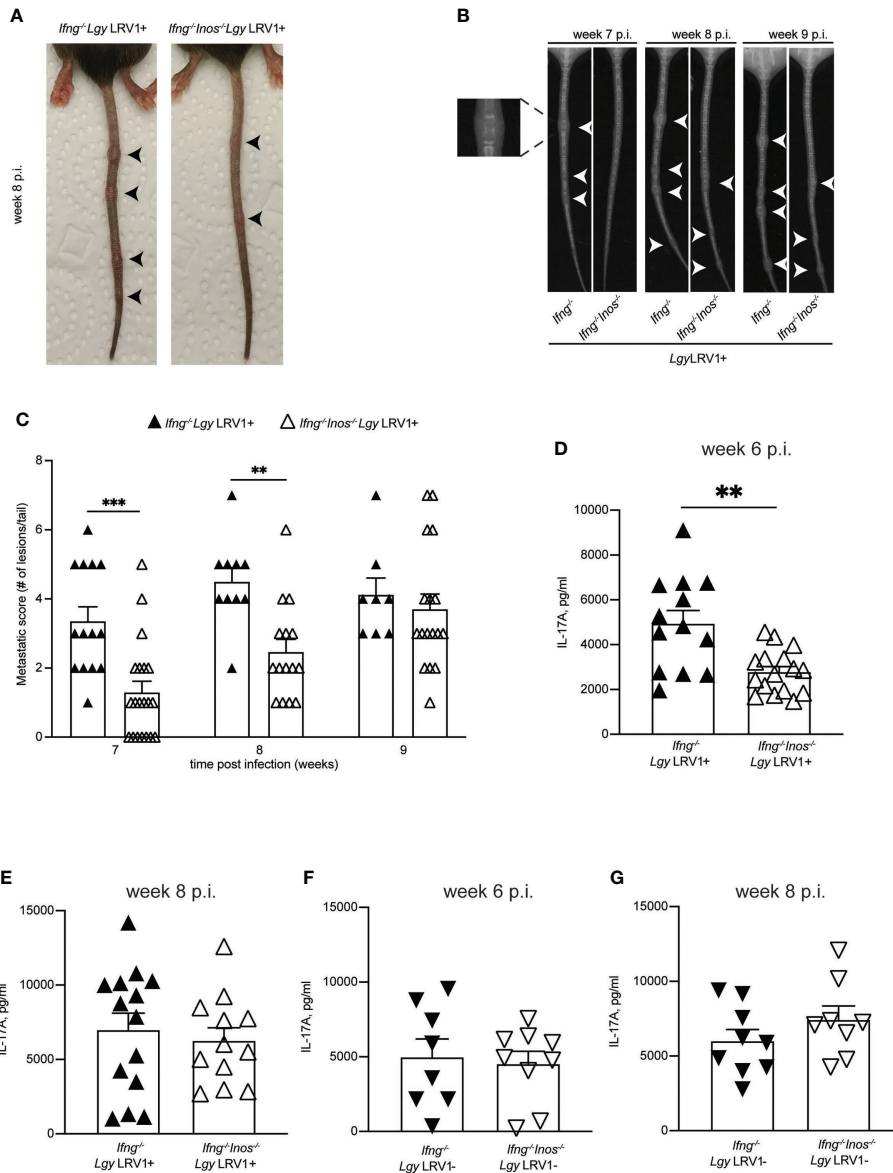 A
Ifng-/- Lgy LRV1+
Ifng-/-Inos-/- Lgy LRV1+
week 8 p.i.
B
week 7 p.i.
week 8 p.i.
week 9 p.i.
Ifng-/-
Ifng-/-Inos-/-
Ifng-/-
Ifng-/-Inos-/-
Ifng-/-
Ifng-/-Inos-/-
LgyLRV1+
C
Ifng-/- Lgy LRV1+
Ifng-/-Inos-/- Lgy LRV1+
Metastatic score (# of lesions/tail)
8
6
4
2
0
***
**
7
8
9
time post infection (weeks)
D
week 6 p.i.
**
IL-17A, pg/ml
10000
8000
6000
4000
2000
0
Ifng-/-
Lgy LRV1+
Ifng-/-Inos-/-
Lgy LRV1+
E
week 8 p.i.
IL-17A, pg/ml
15000
10000
5000
0
Ifng-/-
Lgy LRV1+
Ifng-/-Inos-/-
Lgy LRV1+
F
week 6 p.i.
IL-17A, pg/ml
15000
10000
5000
0
Ifng-/-
Lgy LRV1-
Ifng-/-Inos-/-
Lgy LRV1-
G
week 8 p.i.
IL-17A, pg/ml
15000
10000
5000
0
Ifng-/-
Lgy LRV1-
Ifng-/-Inos-/-
Lgy LRV1-